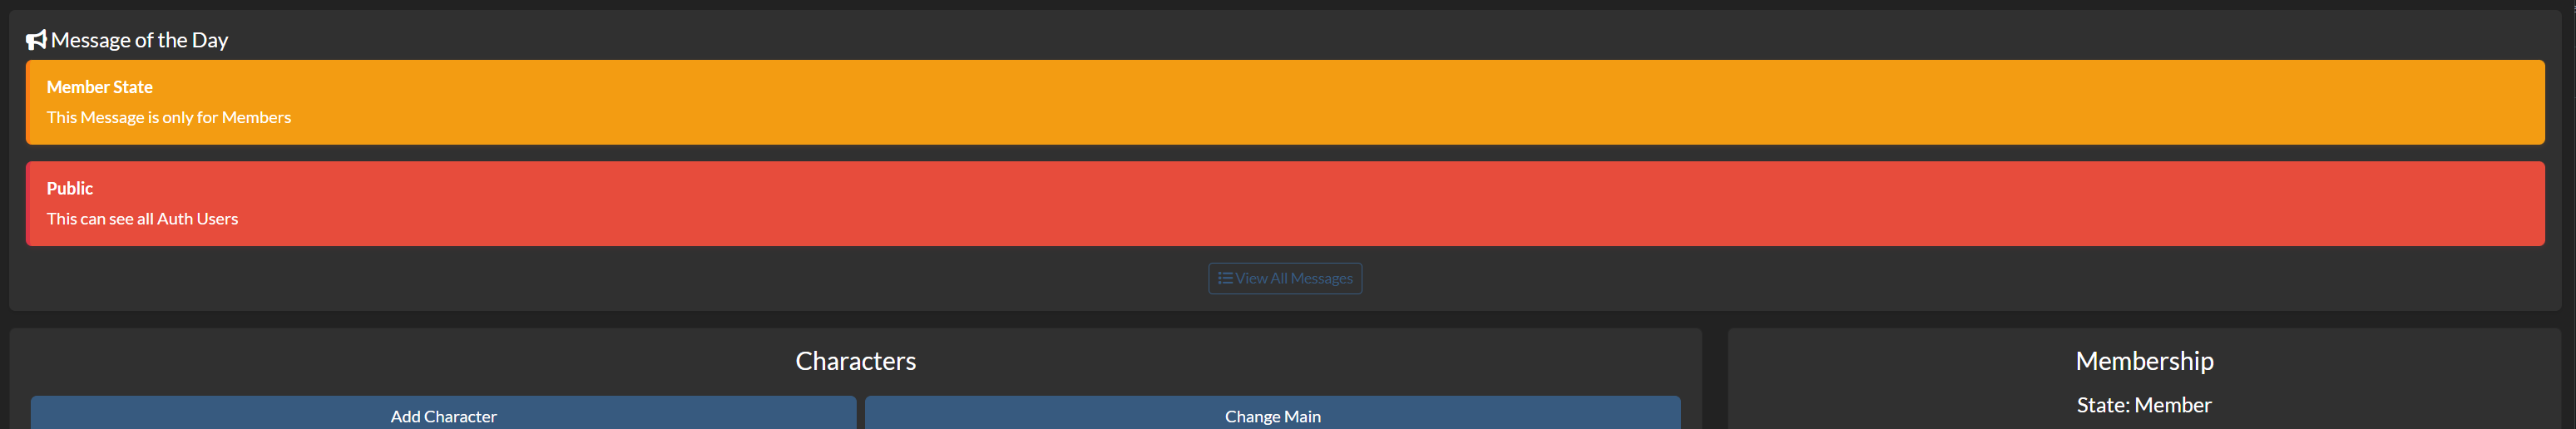 Message of the Day
Member State
This Message is only for Members
Public
This can see all Auth Users
View All Messages
Characters
Add Character
Change Main
Membership
State: Member